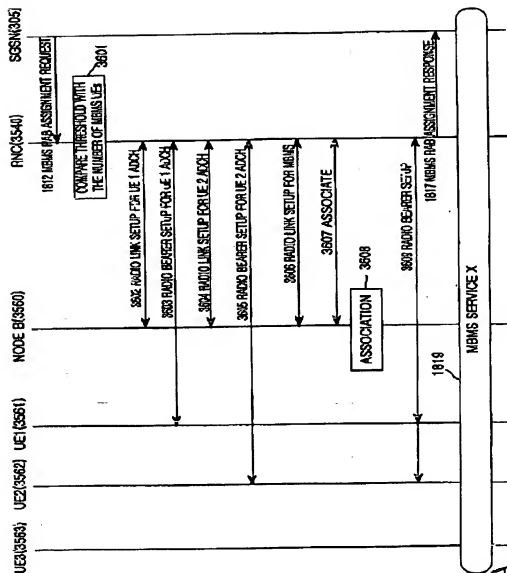 UE3(3563)
UE2(3562)
UE1(3561)
NODE B(3560)
RNC(3540)
SGSN(305)
1812 MBMS RAB ASSIGNMENT REQUEST
COMPARE THRESHOLD WITH
THE NUMBER OF MBMS UEs
3601
3602 RADIO LINK SETUP FOR UE 1 ADCH
3603 RADIO BEARER SETUP FOR UE 1 ADCH
3604 RADIO LINK SETUP FOR UE 2 ADCH
3605 RADIO BEARER SETUP FOR UE 2 ADCH
3606 RADIO LINK SETUP FOR MBMS
3607 ASSOCIATE
ASSOCIATION
3608
3609 RADIO BEARER SETUP
1817 MBMS RAB ASSIGNMENT RESPONSE
1819
MBMS SERVICE X